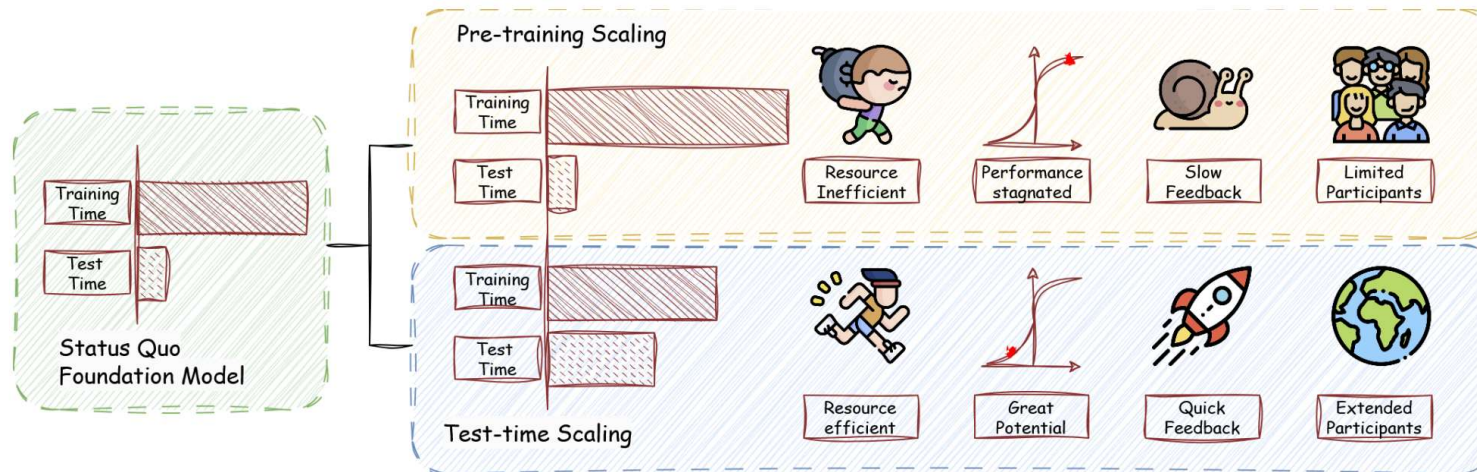 Status Quo
Foundation Model
Training
Time
Test
Time
Pre-training Scaling
Training
Time
Test
Time
$
Resource
Inefficient
Performance
stagnated
Slow
Feedback
Limited
Participants
Training
Time
Test
Time
Test-time Scaling
Resource
efficient
Great
Potential
Quick
Feedback
Extended
Participants